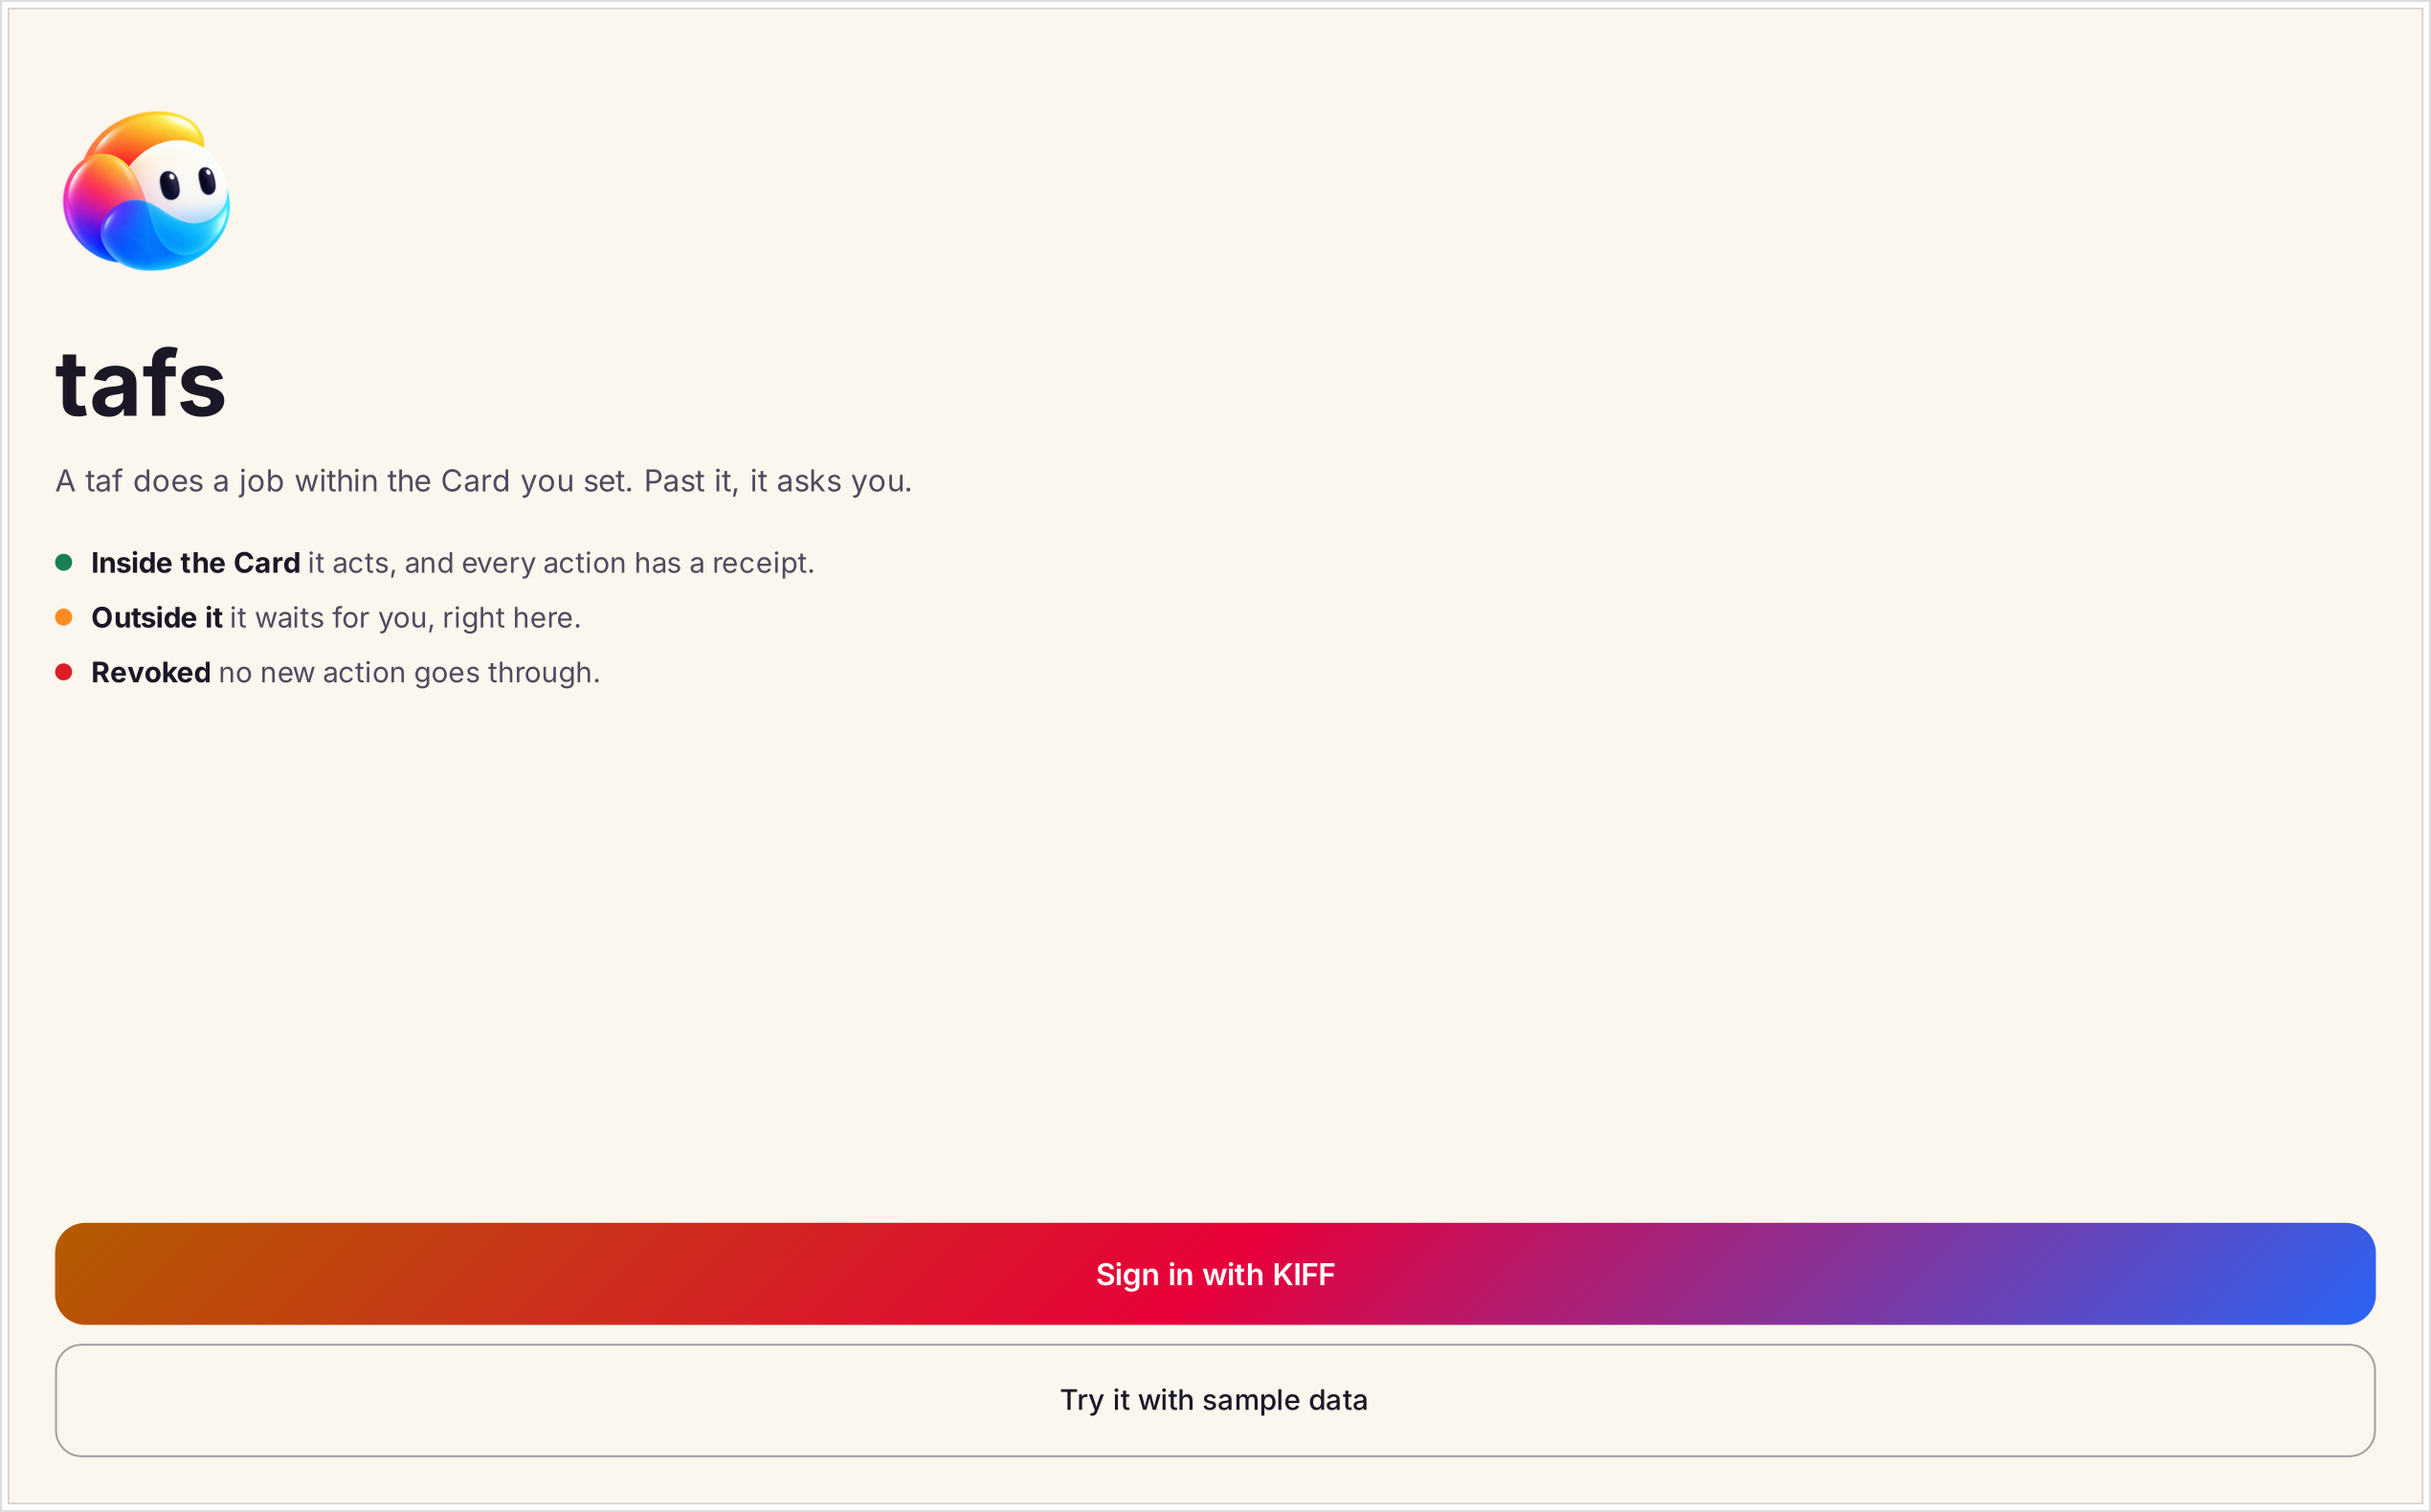 tafs
A taf does a job within the Card you set. Past it, it asks you.
Inside the Card it acts, and every action has a receipt.
Outside it it waits for you, right here.
Revoked no new action goes through.
Sign in with KIFF
Try it with sample data